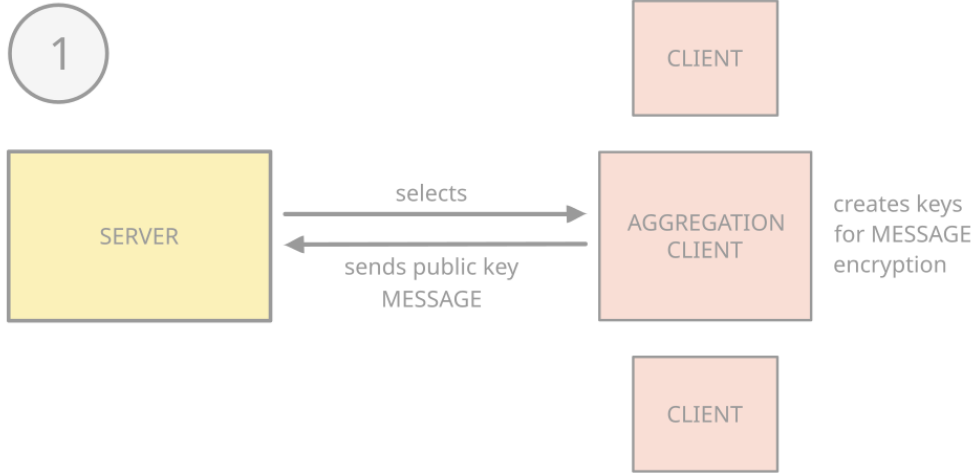 1
CLIENT
SERVER
selects
sends public key
MESSAGE
AGGREGATION
CLIENT
creates keys
for MESSAGE
encryption
CLIENT